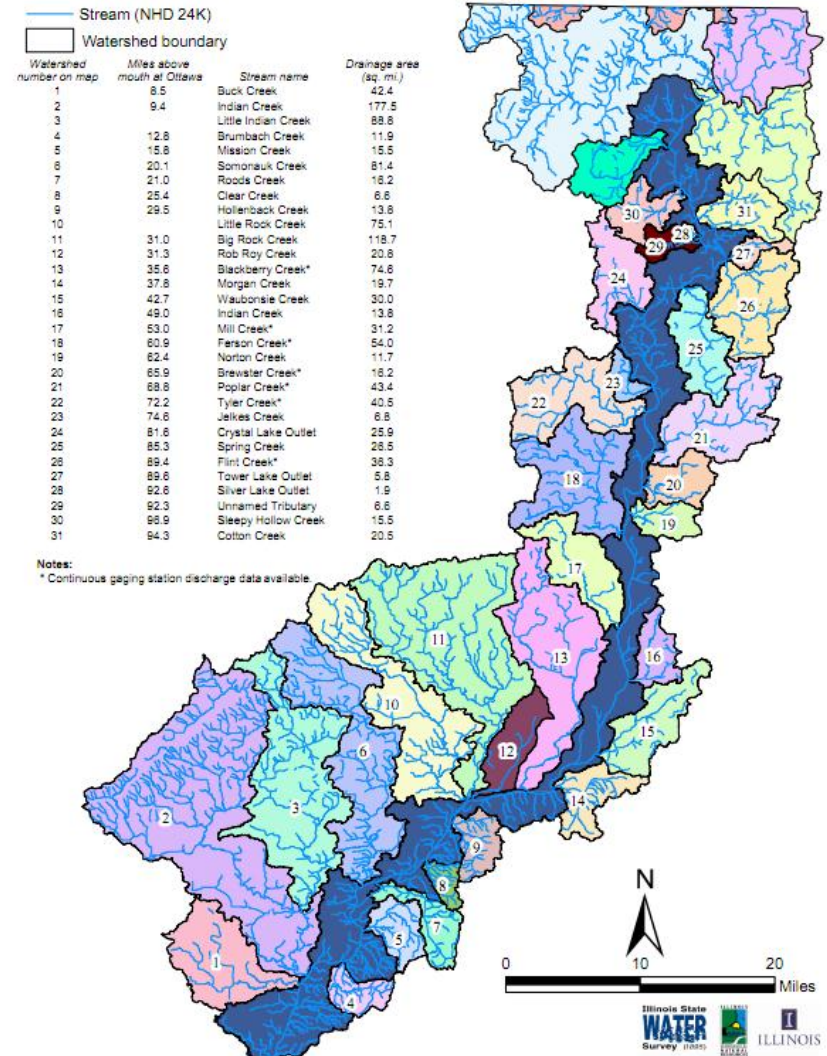 Stream (NHD 24K)
Watershed boundary
Watershed number on map Miles above mouth at Ottawa Stream name Drainage area (sq. mi.)
1 8.5 Buck Creek 42.4
2 9.4 Indian Creek 177.5
3 Little Indian Creek 88.8
4 12.8 Brumbach Creek 11.9
5 15.8 Mission Creek 15.5
6 20.1 Somonauk Creek 81.4
7 21.0 Roods Creek 16.2
8 25.4 Clear Creek 6.6
9 29.5 Hollenback Creek 13.8
10 Little Rock Creek 75.1
11 31.0 Big Rock Creek 118.7
12 31.3 Rob Roy Creek 20.8
13 35.6 Blackberry Creek* 74.6
14 37.8 Morgan Creek 19.7
15 42.7 Waubonsie Creek 30.0
16 49.0 Indian Creek 13.8
17 53.0 Mill Creek* 31.2
18 60.9 Ferson Creek* 54.0
19 62.4 Norton Creek 11.7
20 65.9 Brewster Creek* 16.2
21 68.8 Poplar Creek* 43.4
22 72.2 Tyler Creek* 40.5
23 74.6 Jelkes Creek 6.8
24 81.6 Crystal Lake Outlet 25.9
25 85.3 Spring Creek 26.5
26 89.4 Flint Creek* 36.3
27 89.6 Tower Lake Outlet 5.8
28 92.6 Silver Lake Outlet 1.9
29 92.3 Unnamed Tributary 6.6
30 96.9 Sleepy Hollow Creek 15.5
31 94.3 Cotton Creek 20.5
Notes:
* Continuous gaging station discharge data available.
30
31
28
29
27
24
26
25
23
22
21
18
20
19
17
11
13
16
10
15
12
6
3
2
14
9
8
7
5
1
4
N
0 10 20
Miles
Illinois State
WATER
Survey (1895)
ILLINOIS
I
ILLINOIS